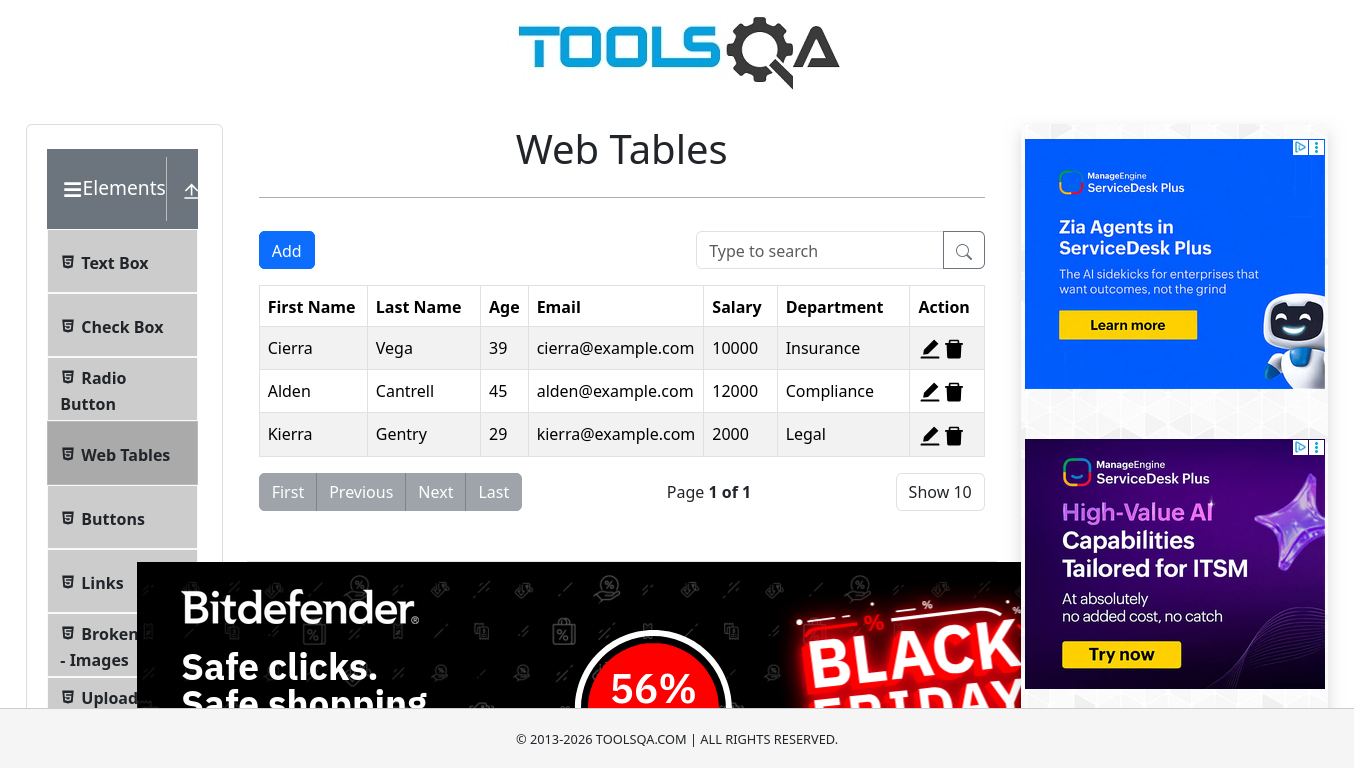 TOOLSQA
Elements
Text Box
Check Box
Radio
Button
Web Tables
Buttons
Links
Broken
- Images
Upload
Web Tables
Add
Type to search
First Name Last Name Age Email Salary Department Action
Cierra Vega 39 cierra@example.com 10000 Insurance
Alden Cantrell 45 alden@example.com 12000 Compliance
Kierra Gentry 29 kierra@example.com 2000 Legal
First Previous Next Last
Page 1 of 1
Show 10
Bitdefender®
Safe clicks.
Safe shopping
56%
%
%
%
BLACK
FRIDAY
ManageEngine
ServiceDesk Plus
Zia Agents in
ServiceDesk Plus
The AI sidekicks for enterprises that
want outcomes, not the grind
Learn more
ManageEngine
ServiceDesk Plus
High-Value AI
Capabilities
Tailored for ITSM
At absolutely
no added cost, no catch
Try now
© 2013-2026 TOOLSQA.COM | ALL RIGHTS RESERVED.